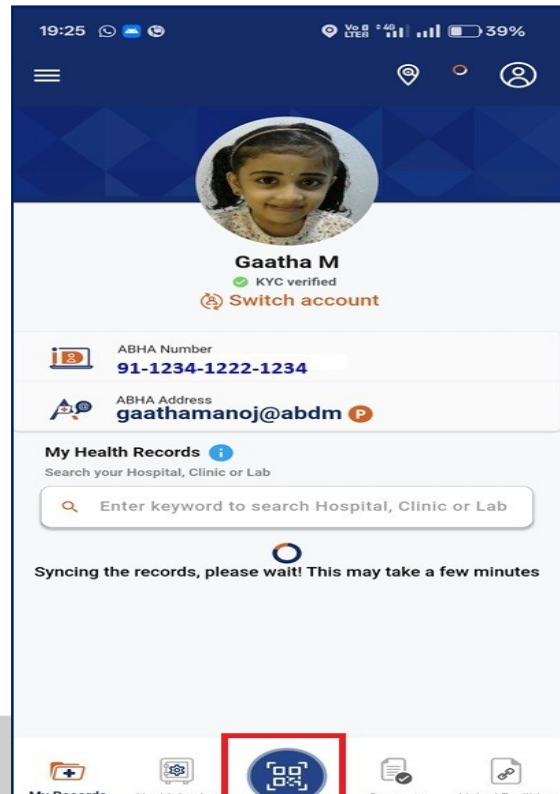 19:25
39%
Gaatha M
KYC verified
Switch account
ABHA Number
91-1234-1222-1234
ABHA Address
gaathamanoj@abdm P
My Health Records i
Search your Hospital, Clinic or Lab
Enter keyword to search Hospital, Clinic or Lab
Syncing the records, please wait! This may take a few minutes
My Records